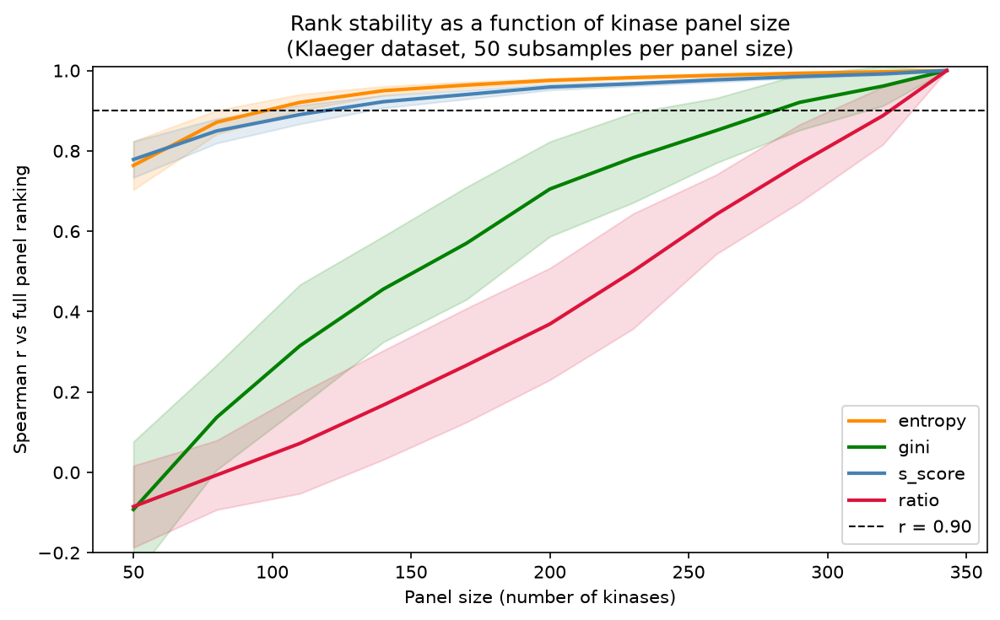 Rank stability as a function of kinase panel size
(Klaeger dataset, 50 subsamples per panel size)
Spearman r vs full panel ranking
1.0
0.8
0.6
0.4
0.2
0.0
−0.2
50
100
150
200
250
300
350
Panel size (number of kinases)
entropy
gini
s_score
ratio
r = 0.90